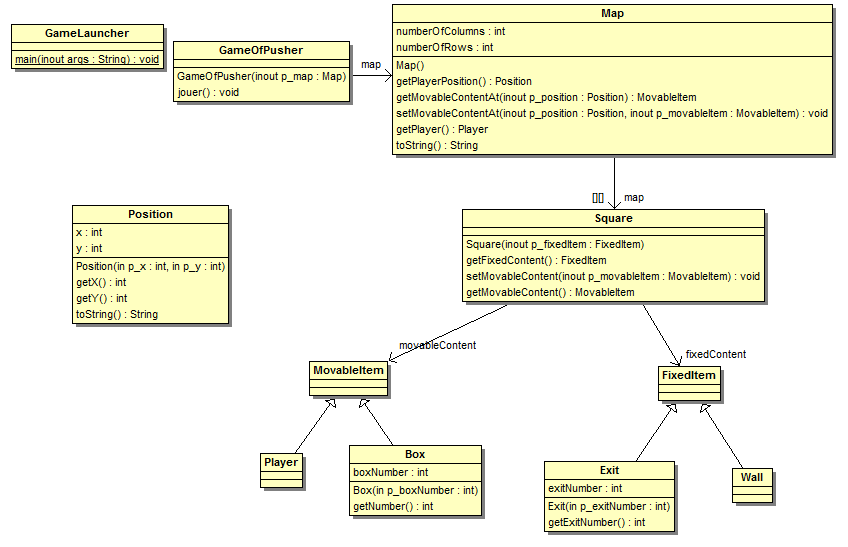 GameLauncher
main(inout args : String) : void
GameOfPusher
GameOfPusher(inout p_map : Map)
jouer() : void
map
Map
numberOfColumns : int
numberOfRows : int
Map()
getPlayerPosition() : Position
getMovableContentAt(inout p_position : Position) : MovableItem
setMovableContentAt(inout p_position : Position, inout p_movableItem : MovableItem) : void
getPlayer() : Player
toString() : String
[] map
Position
x : int
y : int
Position(in p_x : int, in p_y : int)
getX() : int
getY() : int
toString() : String
Square
Square(inout p_fixedItem : FixedItem)
getFixedContent() : FixedItem
setMovableContent(inout p_movableItem : MovableItem) : void
getMovableContent() : MovableItem
movableContent
fixedContent
MovableItem
FixedItem
Player
Box
boxNumber : int
Box(in p_boxNumber : int)
getNumber() : int
Exit
exitNumber : int
Exit(in p_exitNumber : int)
getExitNumber() : int
Wall